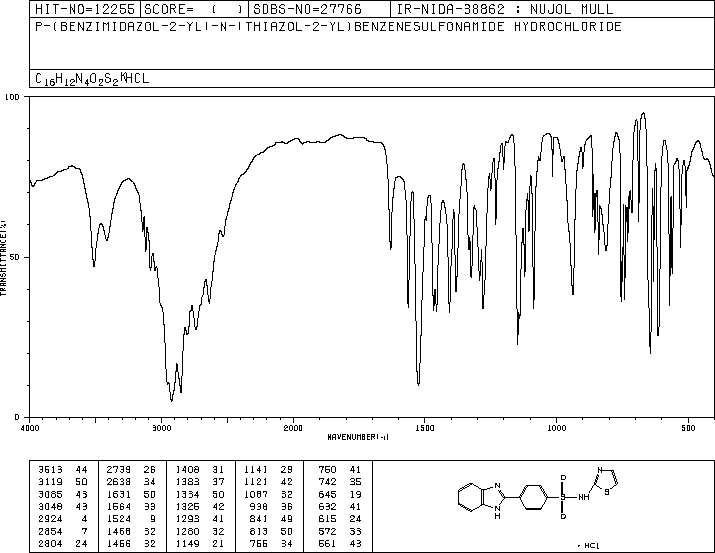 HIT-NO=12255 SCORE= ( ) SDBS-NO=27766 IR-NIDA-38862 : NUJOL MULL
P-(BENZIMIDAZOL-2-YL)-N-(THIAZOL-2-YL)BENZENESULFONAMIDE HYDROCHLORIDE
C16H12N4O2S2 HCL
100
50
0
TRANSMITTANCE(%)
4000 3000 2000 1500 1000 500
WAVENUMBER(-1)
3513 44 2739 26 1408 31 1141 29 750 41
3119 50 2638 34 1383 37 1121 42 742 35
3085 43 1631 50 1334 50 1087 32 645 19
3048 43 1564 33 1325 42 938 36 632 41
2924 4 1524 9 1293 41 841 49 615 24
2854 7 1468 32 1280 32 813 50 572 33
2804 24 1456 32 1149 21 756 34 561 43
N
N
H
O
S
O
NH
N
S
• HCl